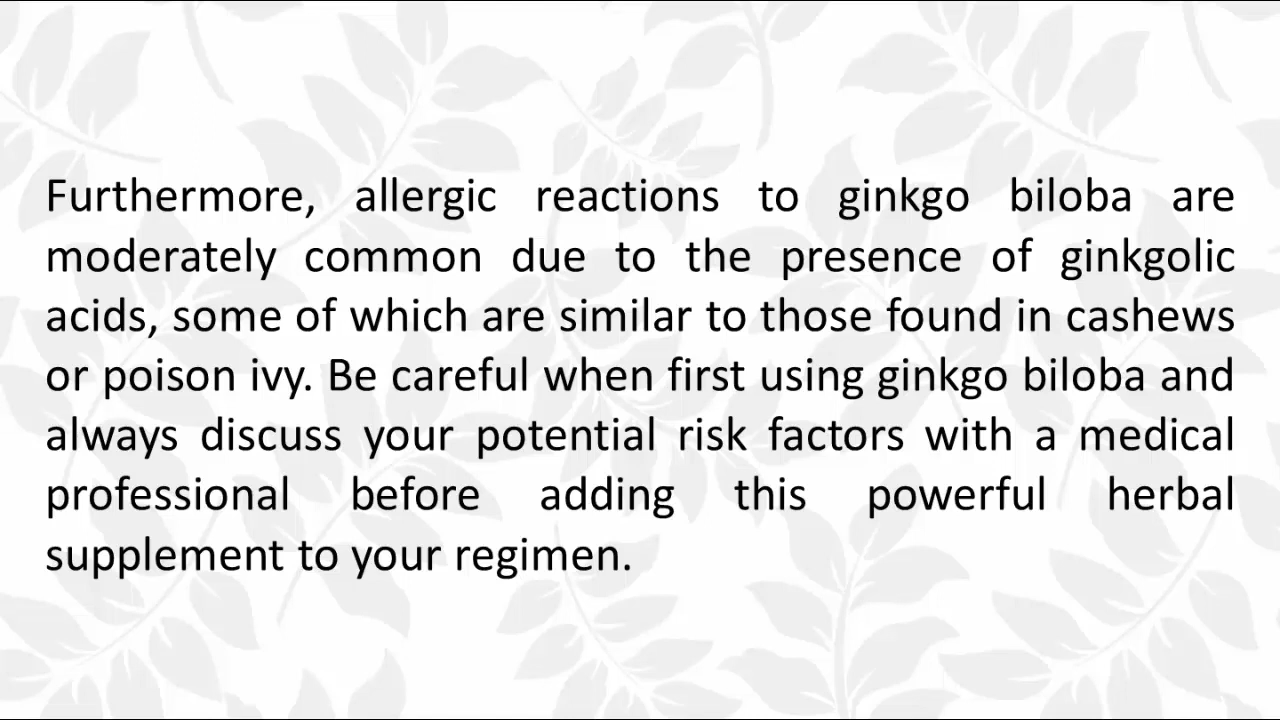 Furthermore, allergic reactions to ginkgo biloba are
moderately common due to the presence of ginkgolic
acids, some of which are similar to those found in cashews
or poison ivy. Be careful when first using ginkgo biloba and
always discuss your potential risk factors with a medical
professional before adding this powerful herbal
supplement to your regimen.